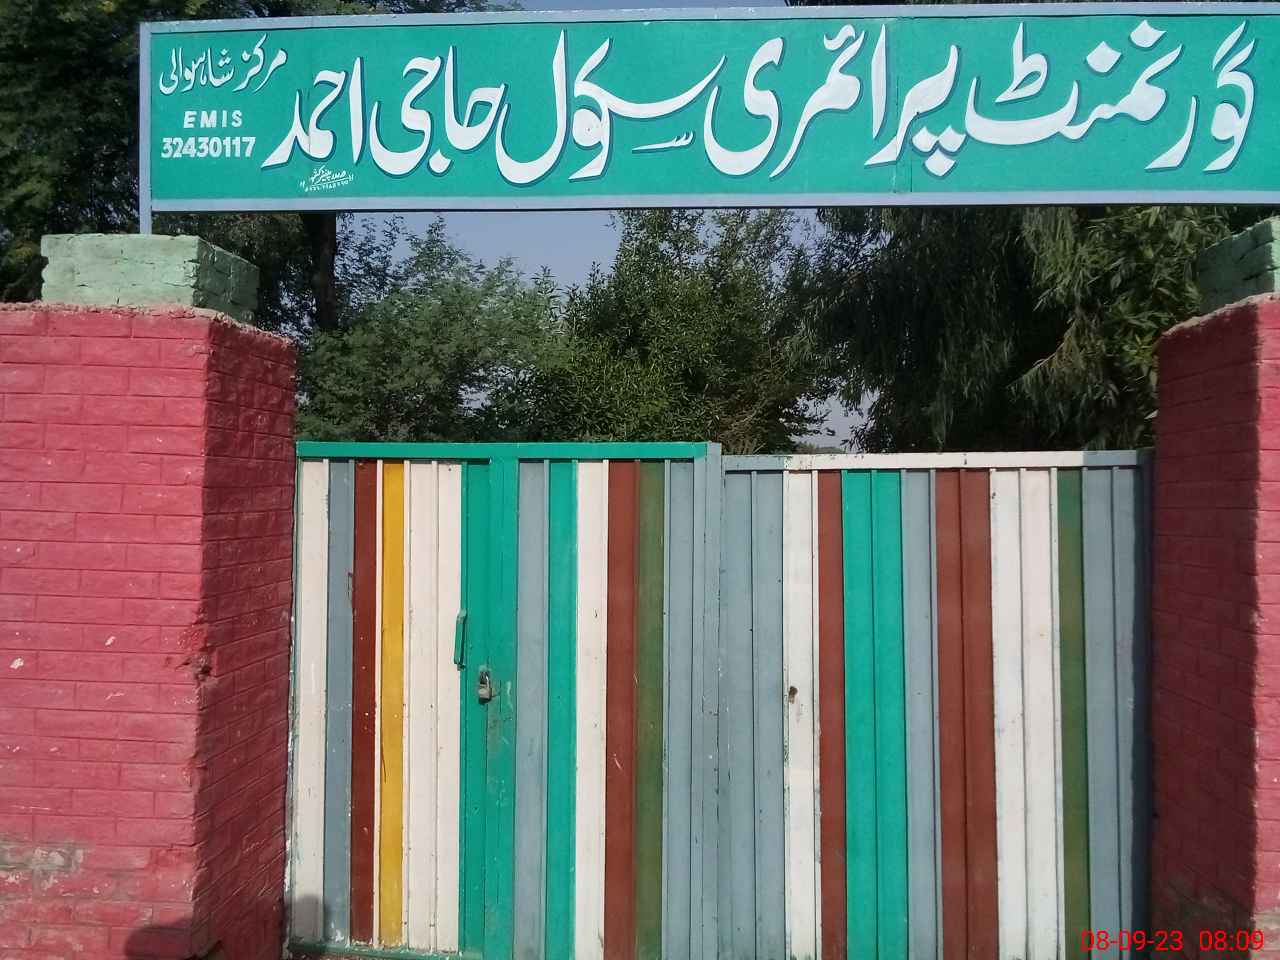 گورنمنٹ پرائمری سکول حاجی احمد
مرکز شاہوالی
EMIS
32430117
08-09-23 08:09